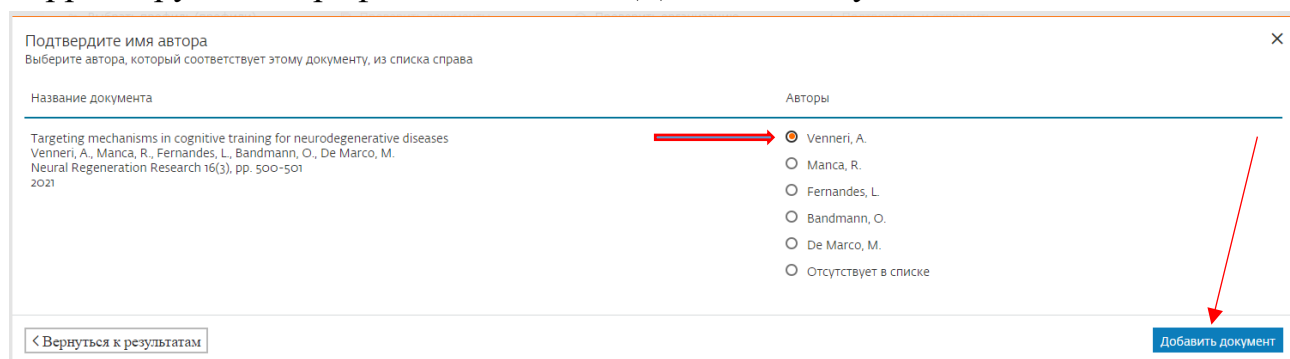 Подтвердите имя автора
Выберите автора, который соответствует этому документу, из списка справа
Название документа
Авторы
Targeting mechanisms in cognitive training for neurodegenerative diseases
Venneri, A., Manca, R., Fernandes, L., Bandmann, O., De Marco, M.
Neural Regeneration Research 16(3), pp. 500-501
2021
Venneri, A.
Manca, R.
Fernandes, L.
Bandmann, O.
De Marco, M.
Отсутствует в списке
Вернуться к результатам
Добавить документ